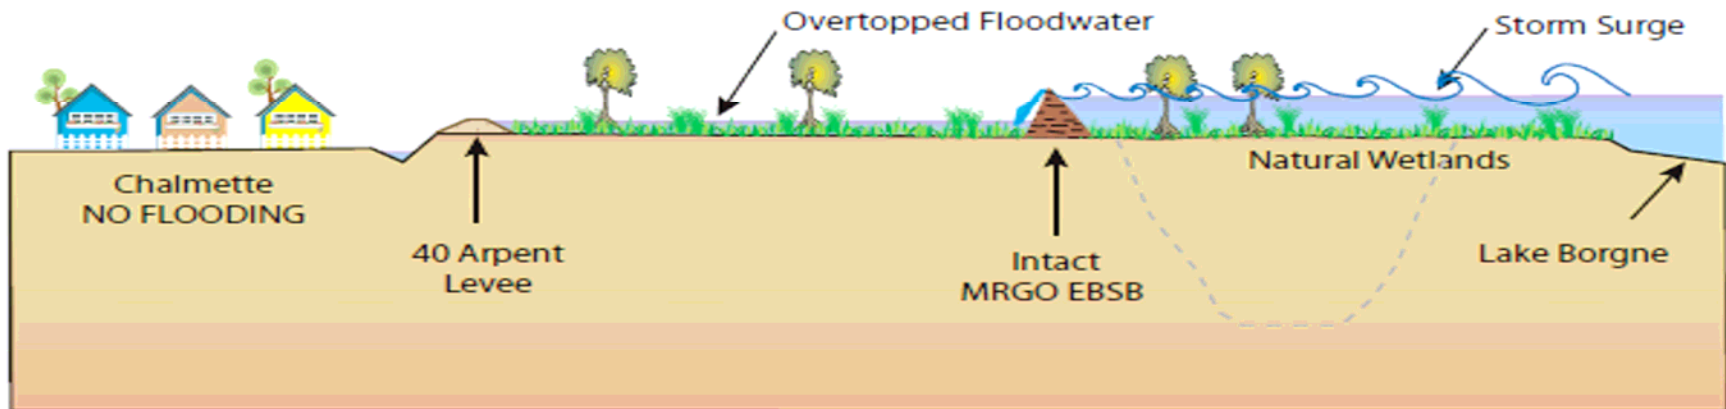 Overtopped Floodwater
Storm Surge
Natural Wetlands
Chalmette
NO FLOODING
40 Arpent
Levee
Intact
MRGO EBSB
Lake Borgne